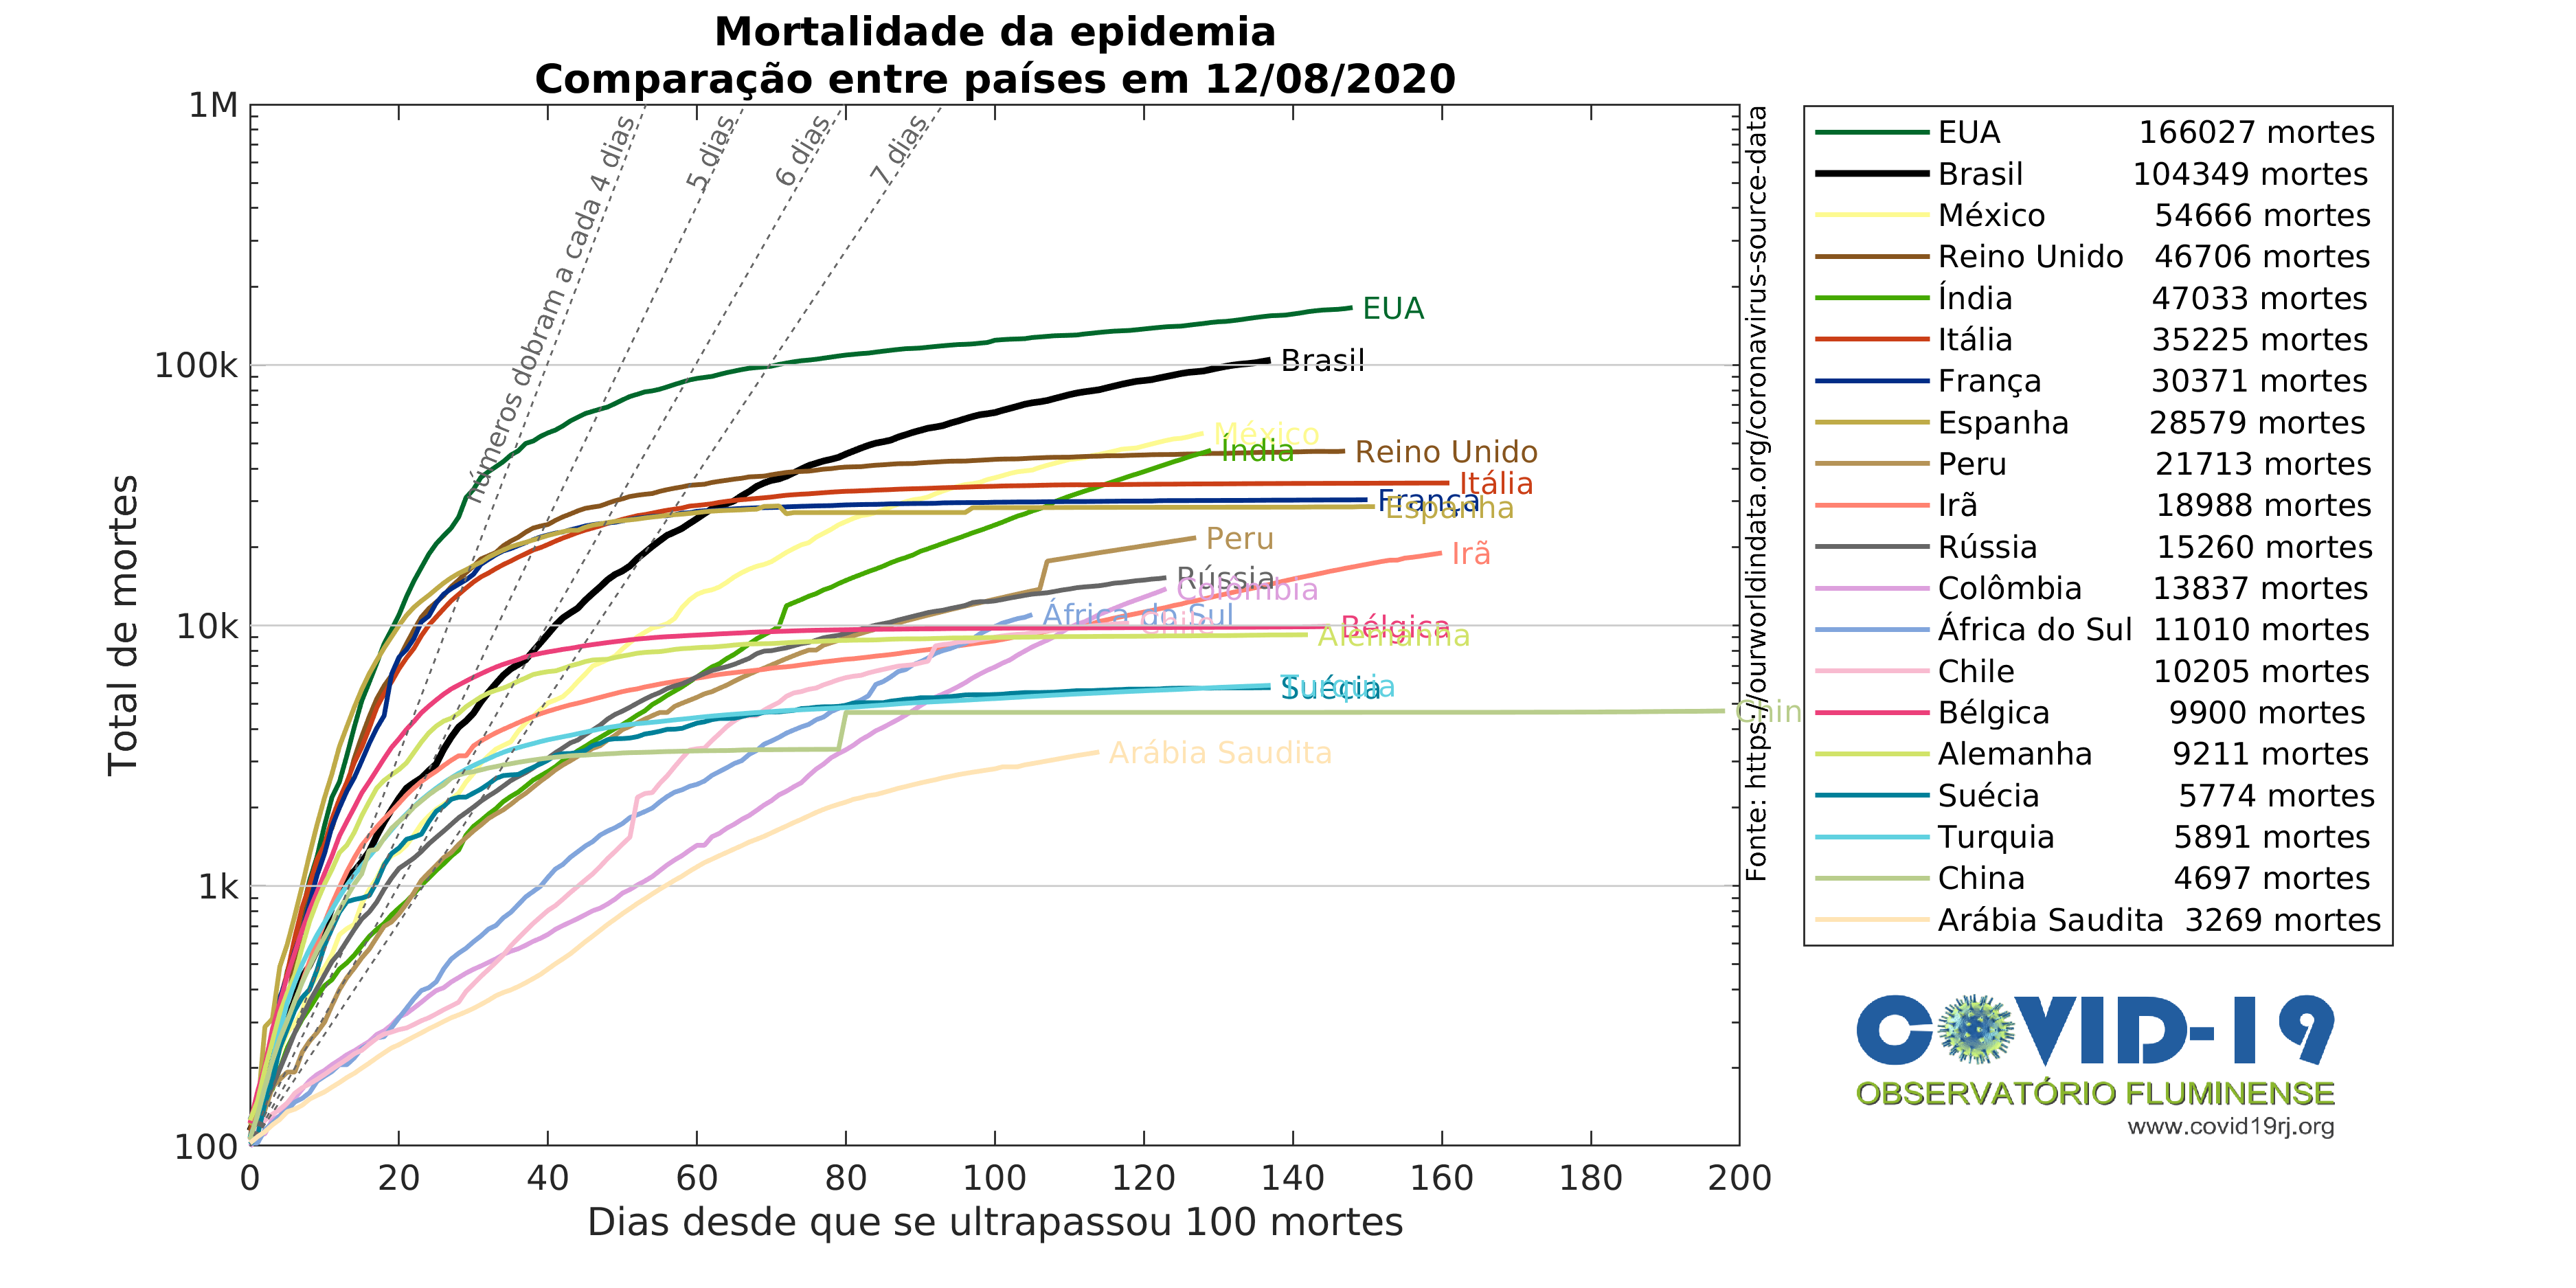 Mortalidade da epidemia
Comparação entre países em 12/08/2020
Total de mortes
1M
100k
10k
1k
100
0 20 40 60 80 100 120 140 160 180 200
Dias desde que se ultrapassou 100 mortes
números dobram a cada 4 dias
5 dias
6 dias
7 dias
EUA
Brasil
México
Índia
Reino Unido
Itália
França
Espanha
Peru
Irã
Rússia
Colômbia
África do Sul
Chile
Bélgica
Alemanha
Turquia
Suécia
Chin
Arábia Saudita
Fonte: https://ourworldindata.org/coronavirus-source-data
EUA 166027 mortes
Brasil 104349 mortes
México 54666 mortes
Reino Unido 46706 mortes
Índia 47033 mortes
Itália 35225 mortes
França 30371 mortes
Espanha 28579 mortes
Peru 21713 mortes
Irã 18988 mortes
Rússia 15260 mortes
Colômbia 13837 mortes
África do Sul 11010 mortes
Chile 10205 mortes
Bélgica 9900 mortes
Alemanha 9211 mortes
Suécia 5774 mortes
Turquia 5891 mortes
China 4697 mortes
Arábia Saudita 3269 mortes
COVID-19
OBSERVATÓRIO FLUMINENSE
www.covid19rj.org